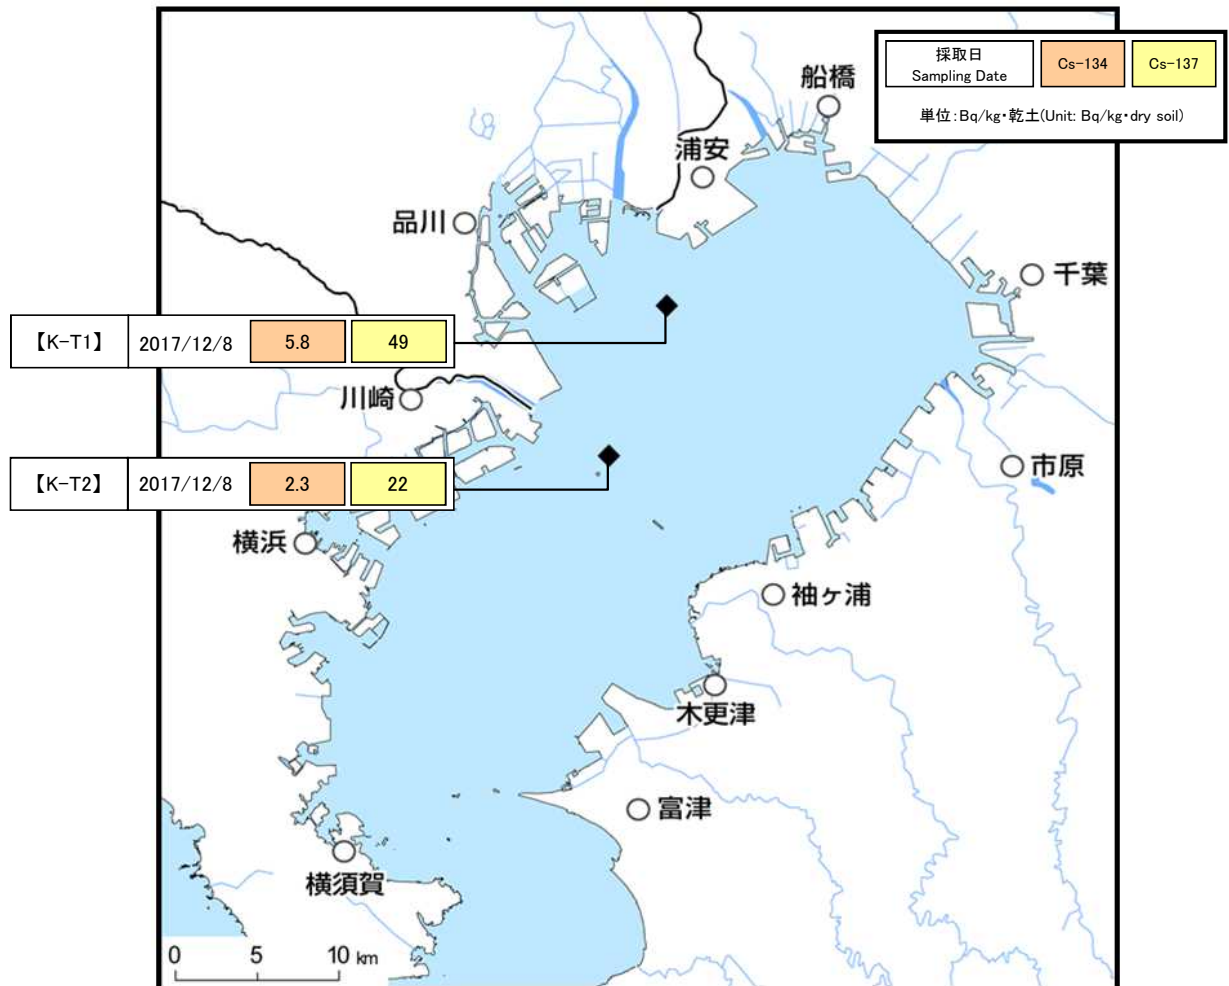 採取日
Sampling Date
Cs-134
Cs-137
単位:Bq/kg・乾土(Unit: Bq/kg・dry soil)
船橋
浦安
品川
千葉
【K-T1】 2017/12/8 5.8 49
川崎
市原
【K-T2】 2017/12/8 2.3 22
横浜
袖ヶ浦
木更津
富津
横須賀
0 5 10 km